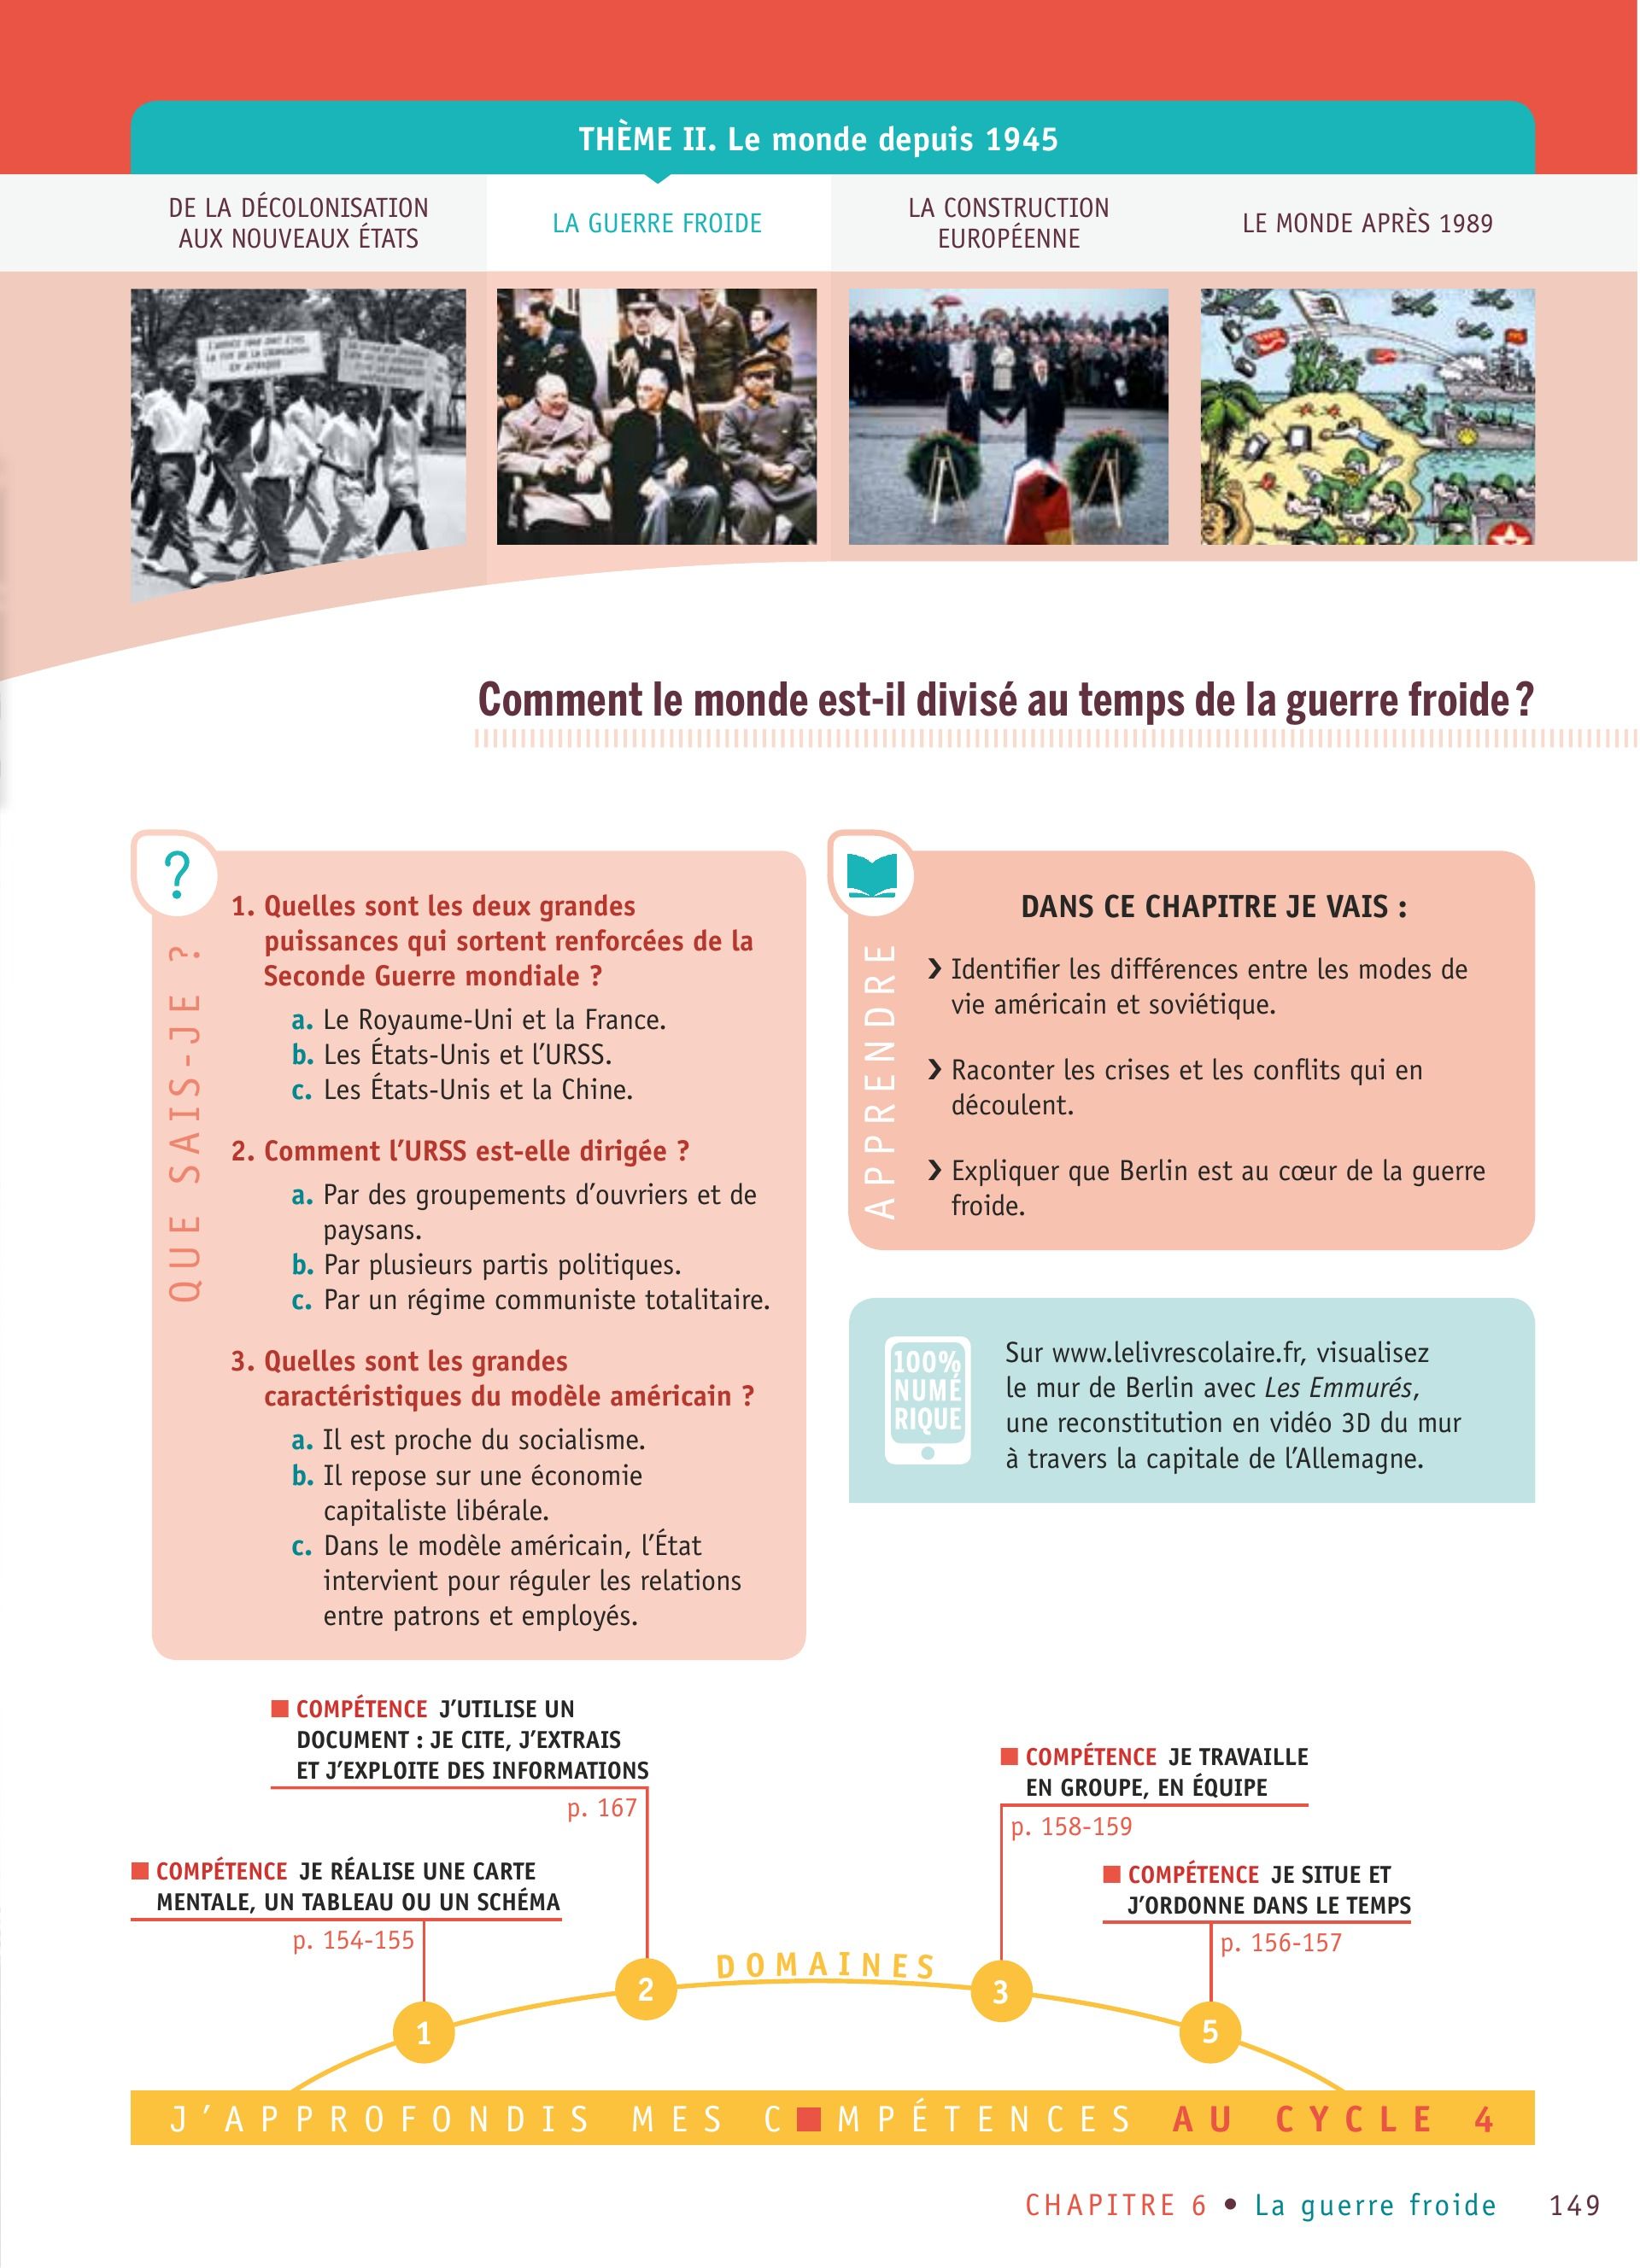 THÈME II. Le monde depuis 1945
DE LA DÉCOLONISATION
AUX NOUVEAUX ÉTATS
LA GUERRE FROIDE
LA CONSTRUCTION
EUROPÉENNE
LE MONDE APRÈS 1989
Comment le monde est-il divisé au temps de la guerre froide ?
?
QUE SAIS-JE ?
1. Quelles sont les deux grandes
puissances qui sortent renforcées de la
Seconde Guerre mondiale ?
a. Le Royaume-Uni et la France.
b. Les États-Unis et l'URSS.
c. Les États-Unis et la Chine.
2. Comment l'URSS est-elle dirigée ?
a. Par des groupements d'ouvriers et de
paysans.
b. Par plusieurs partis politiques.
c. Par un régime communiste totalitaire.
3. Quelles sont les grandes
caractéristiques du modèle américain ?
a. Il est proche du socialisme.
b. Il repose sur une économie
capitaliste libérale.
c. Dans le modèle américain, l'État
intervient pour réguler les relations
entre patrons et employés.
APPRENDRE
DANS CE CHAPITRE JE VAIS :
› Identifier les différences entre les modes de
vie américain et soviétique.
› Raconter les crises et les conflits qui en
découlent.
› Expliquer que Berlin est au cœur de la guerre
froide.
100%
NUMÉ
RIQUE
Sur www.lelivrescolaire.fr, visualisez
le mur de Berlin avec Les Emmurés,
une reconstitution en vidéo 3D du mur
à travers la capitale de l'Allemagne.
COMPÉTENCE J'UTILISE UN
DOCUMENT : JE CITE, J'EXTRAIS
ET J'EXPLOITE DES INFORMATIONS
p. 167
COMPÉTENCE JE RÉALISE UNE CARTE
MENTALE, UN TABLEAU OU UN SCHÉMA
p. 154-155
COMPÉTENCE JE TRAVAILLE
EN GROUPE, EN ÉQUIPE
p. 158-159
COMPÉTENCE JE SITUE ET
J'ORDONNE DANS LE TEMPS
p. 156-157
DOMAINES
1
2
3
5
J'APPROFONDIS MES C■MPÉTENCES AU CYCLE 4
CHAPITRE 6 • La guerre froide 149